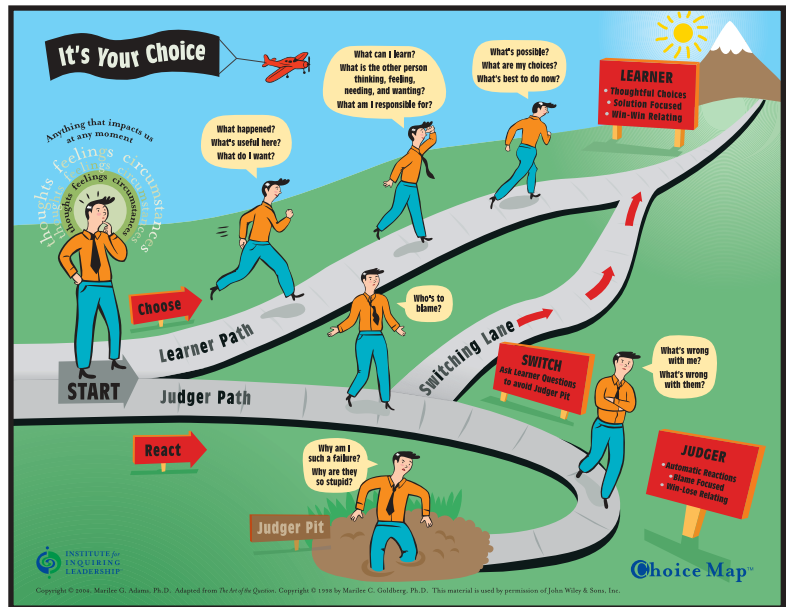 It's Your Choice
What can I learn?
What is the other person
thinking, feeling,
needing, and wanting?
What am I responsible for?
What's possible?
What are my choices?
What's best to do now?
LEARNER
• Thoughtful Choices
• Solution Focused
• Win-Win Relating
Anything that impacts us
at any moment
thoughts feelings circumstances
thoughts feelings circumstances
thoughts feelings circumstances
What happened?
What's useful here?
What do I want?
Choose
Learner Path
START
Judger Path
React
Who's to
blame?
Switching Lane
SWITCH
Ask Learner Questions
to avoid Judger Pit
What's wrong
with me?
What's wrong
with them?
JUDGER
• Automatic Reactions
• Blame Focused
• Win-Lose Relating
Why am I
such a failure?
Why are they
so stupid?
Judger Pit
INSTITUTE for
INQUIRING
LEADERSHIP
Choice Map™
Copyright © 2004. Marilee G. Adams, Ph.D. Adapted from The Art of the Question, Copyright © 1998 by Marilee C. Goldberg, Ph.D. This material is used by permission of John Wiley & Sons, Inc.